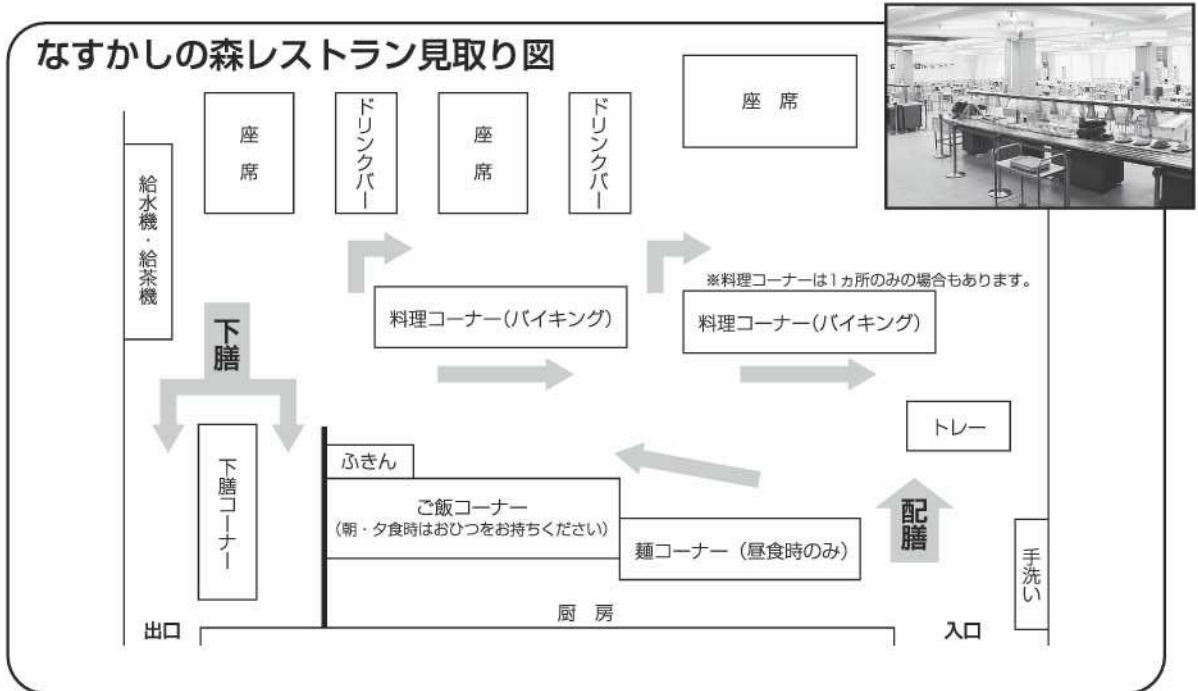 なすかしの森レストラン見取り図
座席
ドリンクバー
座席
ドリンクバー
座 席
給水機・給茶機
※料理コーナーは1ヵ所のみの場合もあります。
料理コーナー(バイキング)
料理コーナー(バイキング)
下膳
トレー
ふきん
下膳コーナー
ご飯コーナー
(朝・夕食時はおひつをお持ちください)
麺コーナー(昼食時のみ)
配膳
手洗い
厨 房
出口
入口